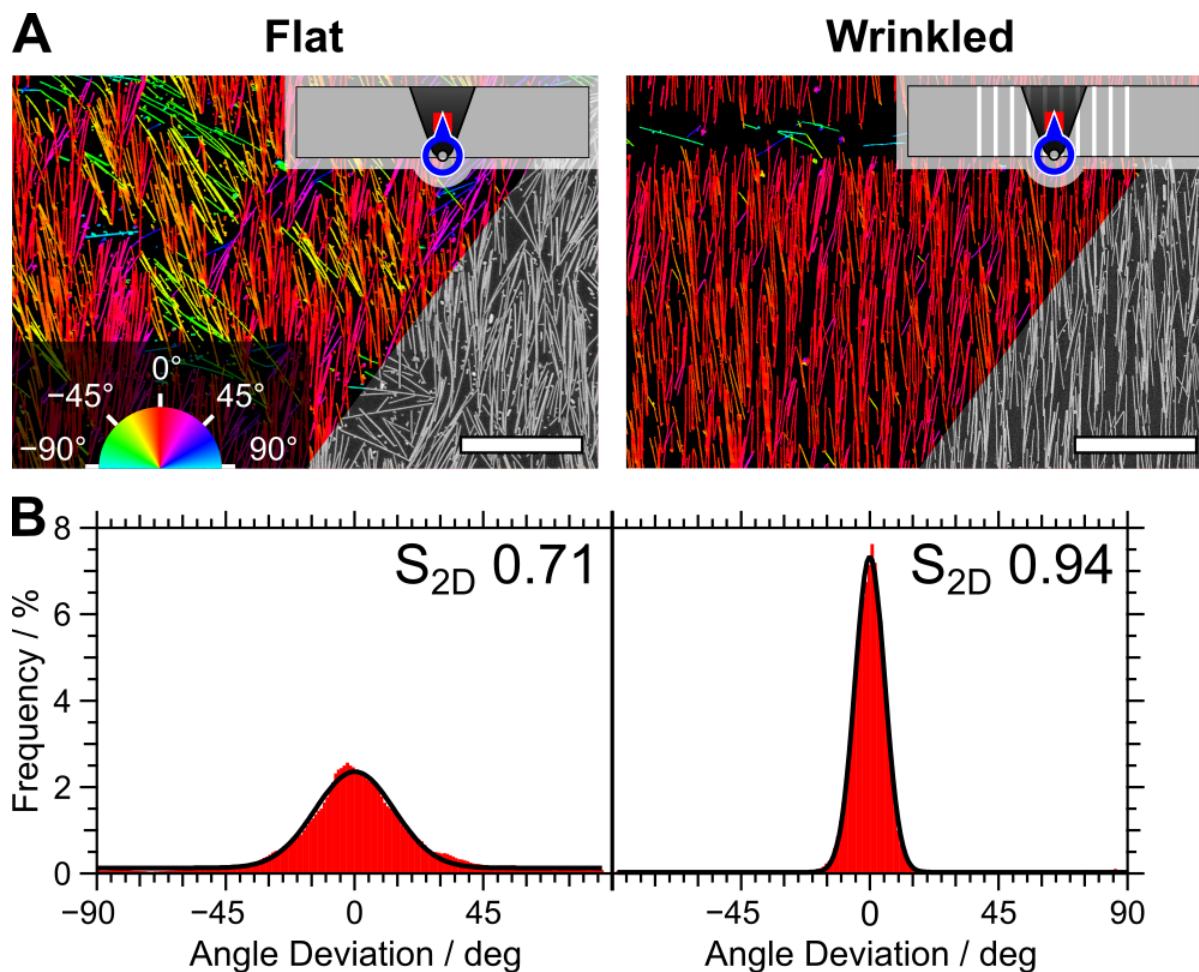 A Flat Wrinkled
0°
−45° 45°
−90° 90°
B
8
6
4
2
0
Frequency / %
S2D 0.71
S2D 0.94
−90 −45 0 45 −45 0 45 90
Angle Deviation / deg Angle Deviation / deg